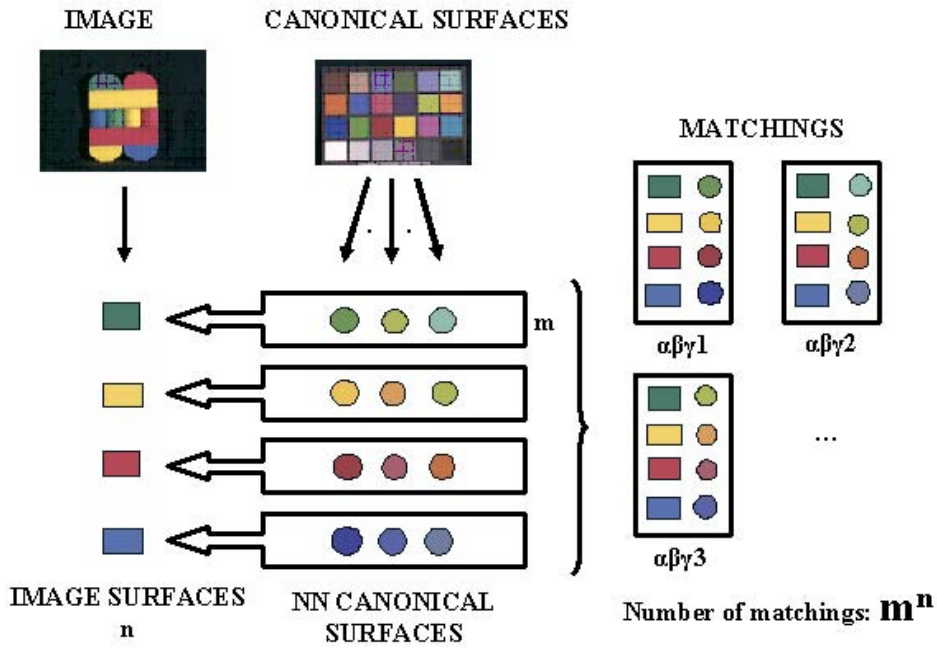 IMAGE
CANONICAL SURFACES
MATCHINGS
m
αβγ1
αβγ2
αβγ3
...
IMAGE SURFACES
n
NN CANONICAL
SURFACES
Number of matchings: mⁿ